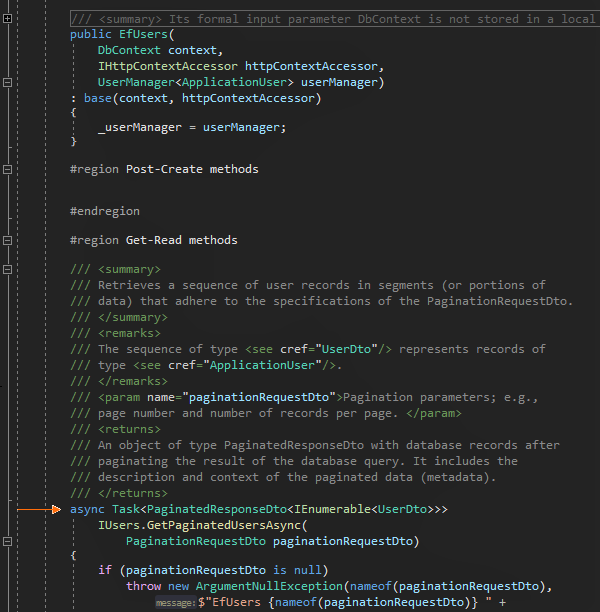 /// <summary> Its formal input parameter DbContext is not stored in a local
public EfUsers(
DbContext context,
IHttpContextAccessor httpContextAccessor,
UserManager<ApplicationUser> userManager)
: base(context, httpContextAccessor)
{
_userManager = userManager;
}
#region Post-Create methods
#endregion
#region Get-Read methods
/// <summary>
/// Retrieves a sequence of user records in segments (or portions of
/// data) that adhere to the specifications of the PaginationRequestDto.
/// </summary>
/// <remarks>
/// The sequence of type <see cref="UserDto"/> represents records of
/// type <see cref="ApplicationUser"/>.
/// </remarks>
/// <param name="paginationRequestDto">Pagination parameters; e.g.,
/// page number and number of records per page. </param>
/// <returns>
/// An object of type PaginatedResponseDto with database records after
/// paginating the result of the database query. It includes the
/// description and context of the paginated data (metadata).
/// </returns>
async Task<PaginatedResponseDto<IEnumerable<UserDto>>>
IUsers.GetPaginatedUsersAsync(
PaginationRequestDto paginationRequestDto)
{
if (paginationRequestDto is null)
throw new ArgumentNullException(nameof(paginationRequestDto),
message:$"EfUsers {nameof(paginationRequestDto)} " +